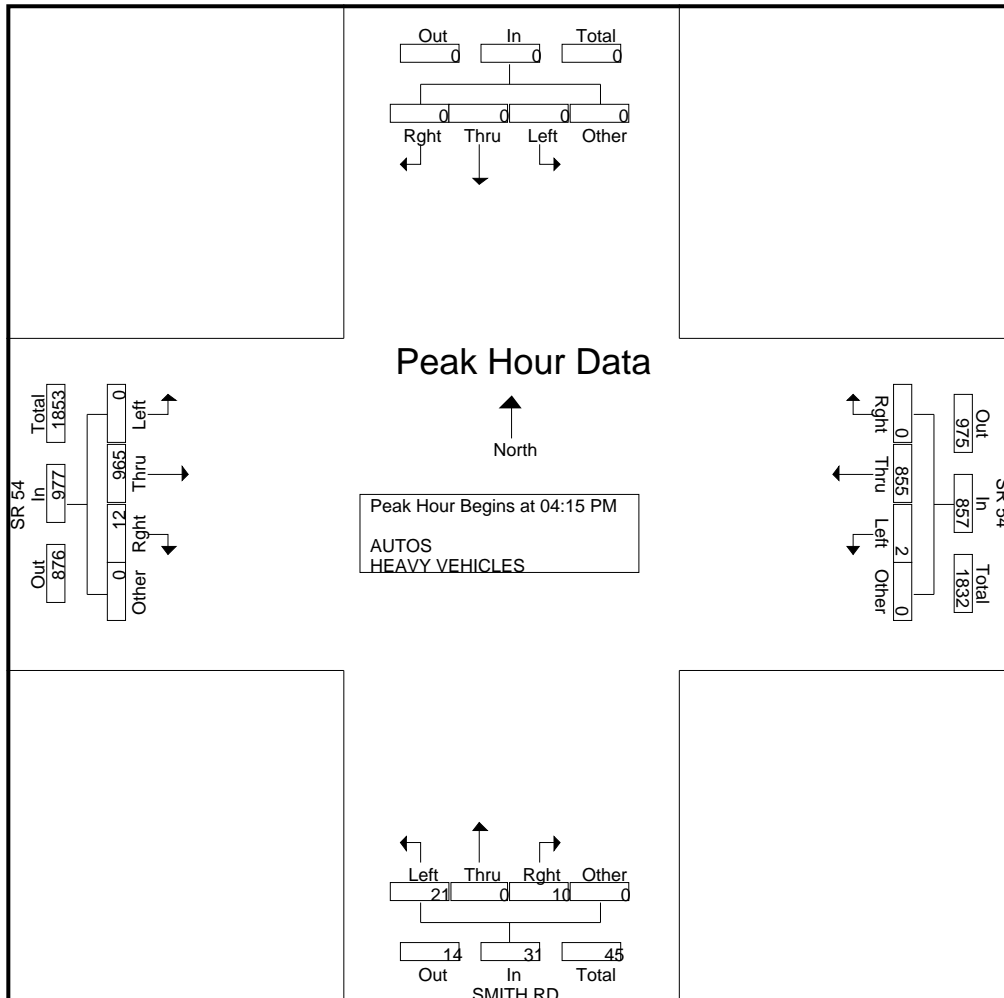 Out In Total
0 0 0
0 0 0 0
Rght Thru Left Other
Peak Hour Data
North
Peak Hour Begins at 04:15 PM
AUTOS
HEAVY VEHICLES
SR 54
Total In Out
1853 977 876
0 965 12 0
Left Thru Rght Other
Rght Thru Left Other
0 855 2 0
Out In Total
975 857 1832
SR 54
Left Thru Rght Other
21 0 10 0
14 31 45
Out In Total
SMITH RD